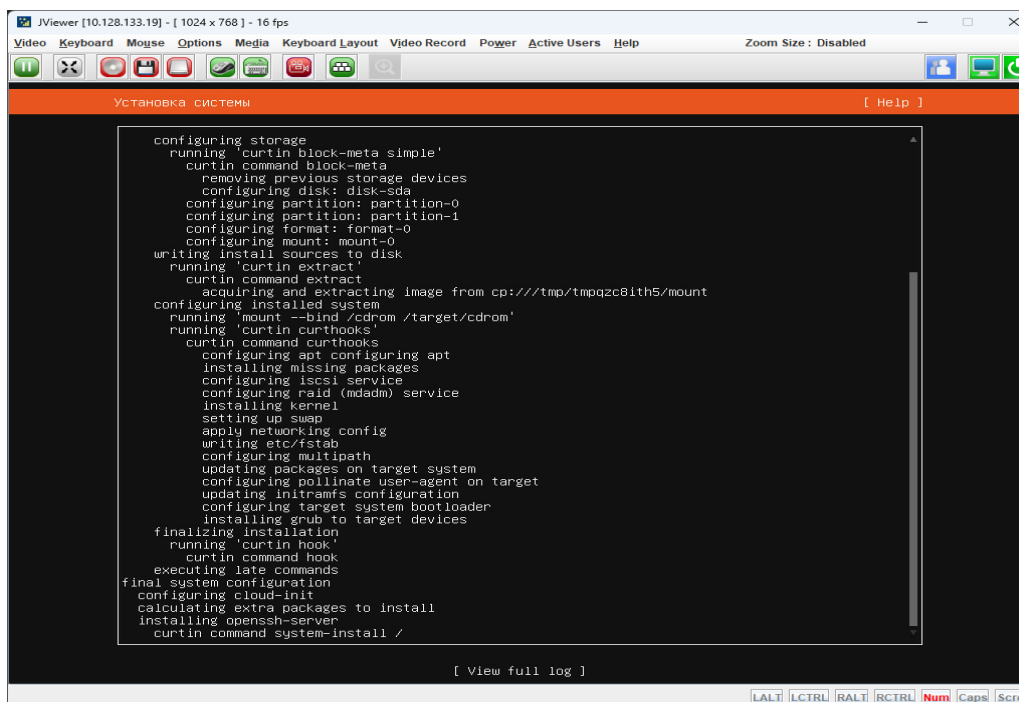 JViewer [10.128.133.19] - [ 1024 x 768 ] - 16 fps
Video Keyboard Mouse Options Media Keyboard Layout Video Record Power Active Users Help Zoom Size : Disabled
Установка системы [ Help ]
configuring storage
running 'curtin block-meta simple'
curtin command block-meta
removing previous storage devices
configuring disk: disk-sda
configuring partition: partition-0
configuring partition: partition-1
configuring format: format-0
configuring mount: mount-0
writing install sources to disk
running 'curtin extract'
curtin command extract
acquiring and extracting image from cp:///tmp/tmpqzc8ith5/mount
configuring installed system
running 'mount --bind /cdrom /target/cdrom'
running 'curtin curthooks'
curtin command curthooks
configuring apt configuring apt
installing missing packages
configuring iscsi service
configuring raid (mdadm) service
installing kernel
setting up swap
apply networking config
writing etc/fstab
configuring multipath
updating packages on target system
configuring pollinate user-agent on target
updating initramfs configuration
configuring target system bootloader
installing grub to target devices
finalizing installation
running 'curtin hook'
curtin command hook
executing late commands
final system configuration
configuring cloud-init
calculating extra packages to install
installing openssh-server
curtin command system-install /
[ View full log ]
LALT LCTRL RALT RCTRL Num Caps Scr